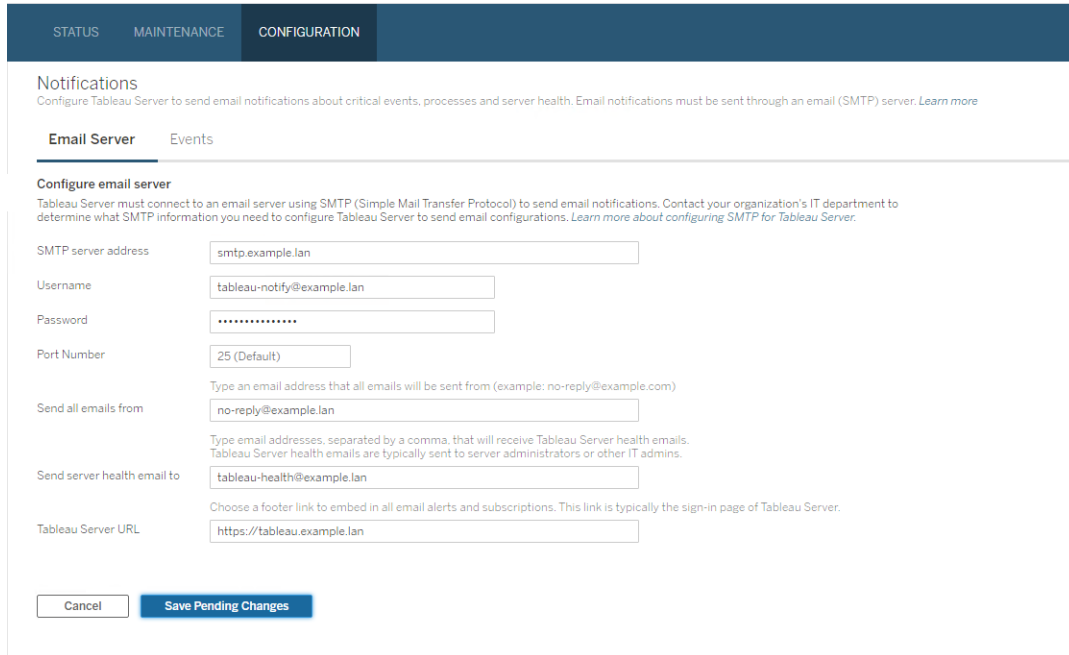 STATUS MAINTENANCE CONFIGURATION
Notifications
Configure Tableau Server to send email notifications about critical events, processes and server health. Email notifications must be sent through an email (SMTP) server. Learn more
Email Server Events
Configure email server
Tableau Server must connect to an email server using SMTP (Simple Mail Transfer Protocol) to send email notifications. Contact your organization's IT department to
determine what SMTP information you need to configure Tableau Server to send email configurations. Learn more about configuring SMTP for Tableau Server.
SMTP server address smtp.example.lan
Username tableau-notify@example.lan
Password •••••••••••••••
Port Number 25 (Default)
Type an email address that all emails will be sent from (example: no-reply@example.com)
Send all emails from no-reply@example.lan
Type email addresses, separated by a comma, that will receive Tableau Server health emails.
Tableau Server health emails are typically sent to server administrators or other IT admins.
Send server health email to tableau-health@example.lan
Choose a footer link to embed in all email alerts and subscriptions. This link is typically the sign-in page of Tableau Server.
Tableau Server URL https://tableau.example.lan
Cancel Save Pending Changes